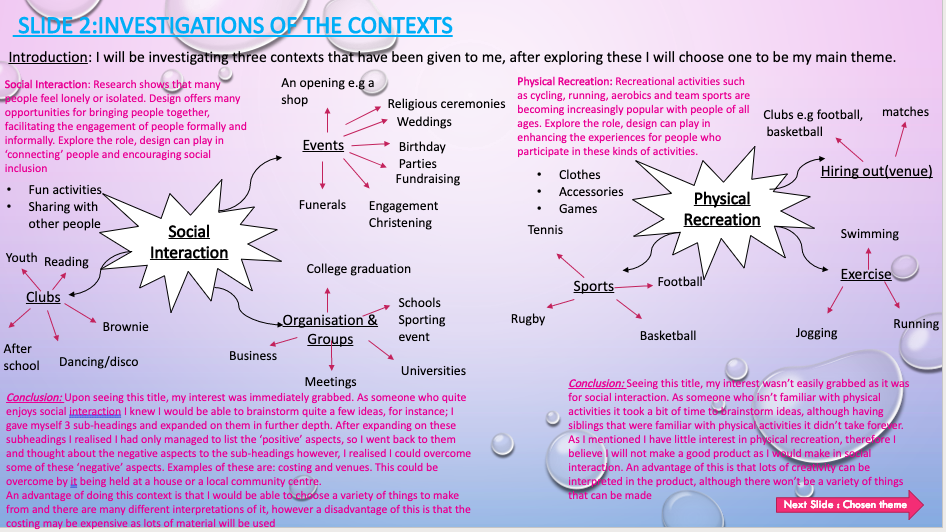 SLIDE 2:INVESTIGATIONS OF THE CONTEXTS
Introduction: I will be investigating three contexts that have been given to me, after exploring these I will choose one to be my main theme.
Social Interaction: Research shows that many
people feel lonely or isolated. Design offers many
opportunities for bringing people together,
facilitating the engagement of people formally and
informally. Explore the role, design can play in
‘connecting’ people and encouraging social
inclusion
• Fun activities
• Sharing with
other people
Social
Interaction
An opening e.g a
shop
Religious ceremonies
Weddings
Events
Birthday
Parties
Fundraising
Funerals
Engagement
Christening
Youth
Reading
Clubs
Brownie
After
school
Dancing/disco
College graduation
Organisation &
Groups
Schools
Sporting
event
Business
Meetings
Universities
Conclusion: Upon seeing this title, my interest was immediately grabbed. As someone who quite
enjoys social interaction I knew I would be able to brainstorm quite a few ideas, for instance; I
gave myself 3 sub-headings and expanded on them in further depth. After expanding on these
subheadings I realised I had only managed to list the ‘positive’ aspects, so I went back to them
and thought about the negative aspects to the sub-headings however, I realised I could overcome
some of these ‘negative’ aspects. Examples of these are: costing and venues. This could be
overcome by it being held at a house or a local community centre.
An advantage of doing this context is that I would be able to choose a variety of things to make
from and there are many different interpretations of it, however a disadvantage of this is that the
costing may be expensive as lots of material will be used
Physical Recreation: Recreational activities such
as cycling, running, aerobics and team sports are
becoming increasingly popular with people of all
ages. Explore the role, design can play in
enhancing the experiences for people who
participate in these kinds of activities.
• Clothes
• Accessories
• Games
Physical
Recreation
Clubs e.g football,
basketball
matches
Hiring out(venue)
Tennis
Sports
Football
Rugby
Basketball
Swimming
Exercise
Jogging
Running
Conclusion: Seeing this title, my interest wasn’t easily grabbed as it was
for social interaction. As someone who isn’t familiar with physical
activities it took a bit of time to brainstorm ideas, although having
siblings that were familiar with physical activities it didn’t take forever.
As I mentioned I have little interest in physical recreation, therefore I
believe I will not make a good product as I would make in social
interaction. An advantage of this is that lots of creativity can be
interpreted in the product, although there won’t be a variety of things
that can be made
Next Slide : Chosen theme